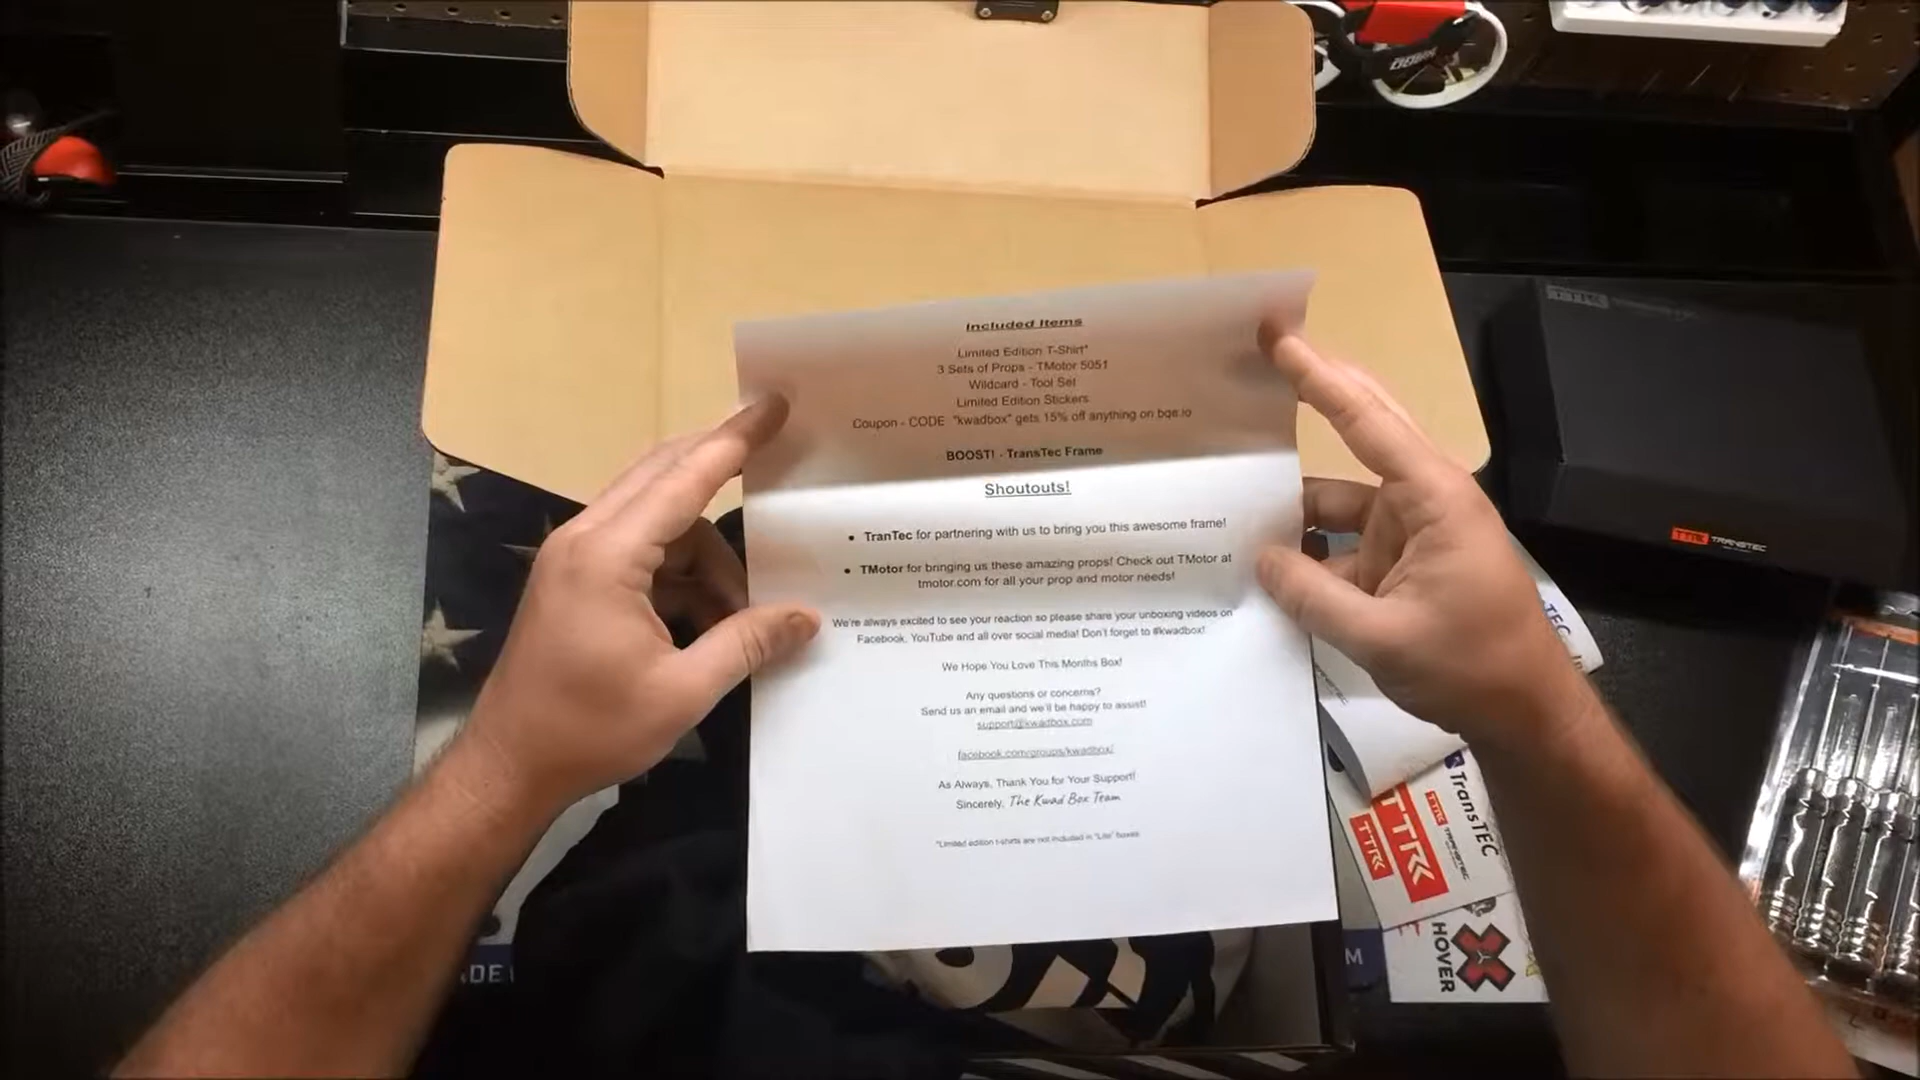 Included Items
Limited Edition T-Shirt*
3 Sets of Props - TMotor 5051
Wildcard - Tool Set
Limited Edition Stickers
Coupon - CODE "kwadbox" gets 15% off anything on bqe.io
BOOST! - TransTec Frame
Shoutouts!
• TranTec for partnering with us to bring you this awesome frame!
• TMotor for bringing us these amazing props! Check out TMotor at
tmotor.com for all your prop and motor needs!
We're always excited to see your reaction so please share your unboxing videos on
Facebook, YouTube and all over social media! Don't forget to #kwadbox!
We Hope You Love This Months Box!
Any questions or concerns?
Send us an email and we'll be happy to assist!
support@kwadbox.com
facebook.com/groups/kwadbox/
As Always, Thank You for Your Support!
Sincerely, The Kwad Box Team
*Limited edition t-shirts are not included in "Lite" boxes
TTRC TRANSTEC
TEC
TransTEC
TTRC
TTRC
TTRC
TRANSTEC
HOVER
M
DE